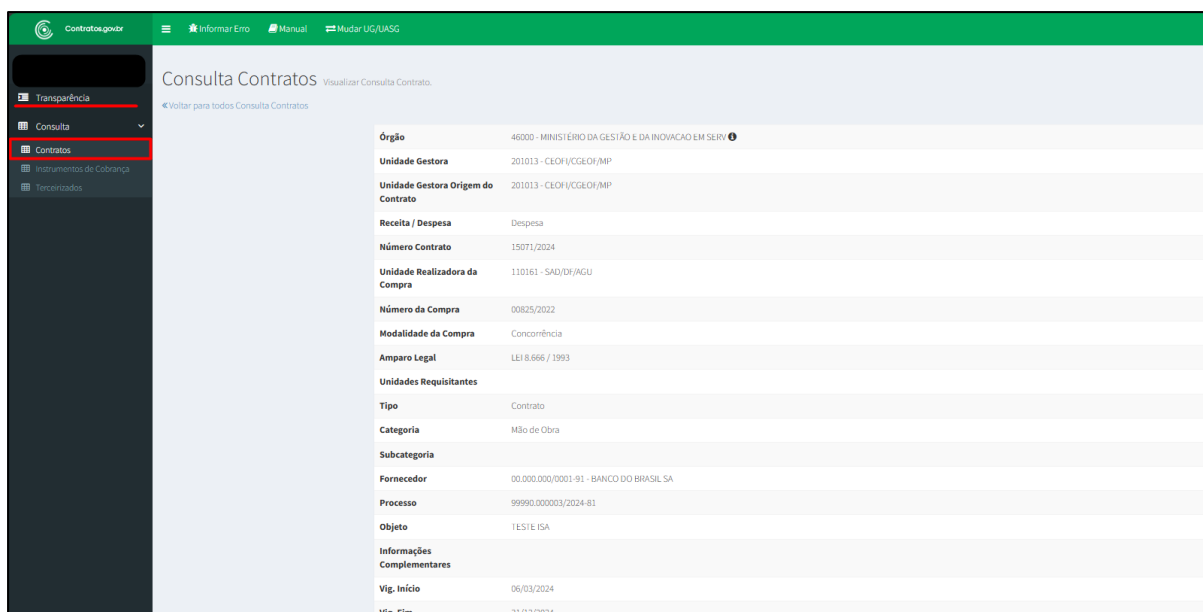 Contratos.gov.br
Informar Erro Manual Mudar UG/UASG
Transparência
Consulta
Contratos
Instrumentos de Cobrança
Terceirizados
Consulta Contratos Visualizar Consulta Contrato.
Voltar para todos Consulta Contratos
Órgão 46000 - MINISTÉRIO DA GESTÃO E DA INOVACAO EM SERV
Unidade Gestora 201013 - CEOFI/CGEOF/MP
Unidade Gestora Origem do 201013 - CEOFI/CGEOF/MP
Contrato
Receita / Despesa Despesa
Número Contrato 15071/2024
Unidade Realizadora da 110161 - SAD/DF/AGU
Compra
Número da Compra 00825/2022
Modalidade da Compra Concorrência
Amparo Legal LEI 8.666 / 1993
Unidades Requisitantes
Tipo Contrato
Categoria Mão de Obra
Subcategoria
Fornecedor 00.000.000/0001-91 - BANCO DO BRASIL SA
Processo 99990.000003/2024-81
Objeto TESTE ISA
Informações
Complementares
Vig. Início 06/03/2024
Vig. Fim 31/12/2024